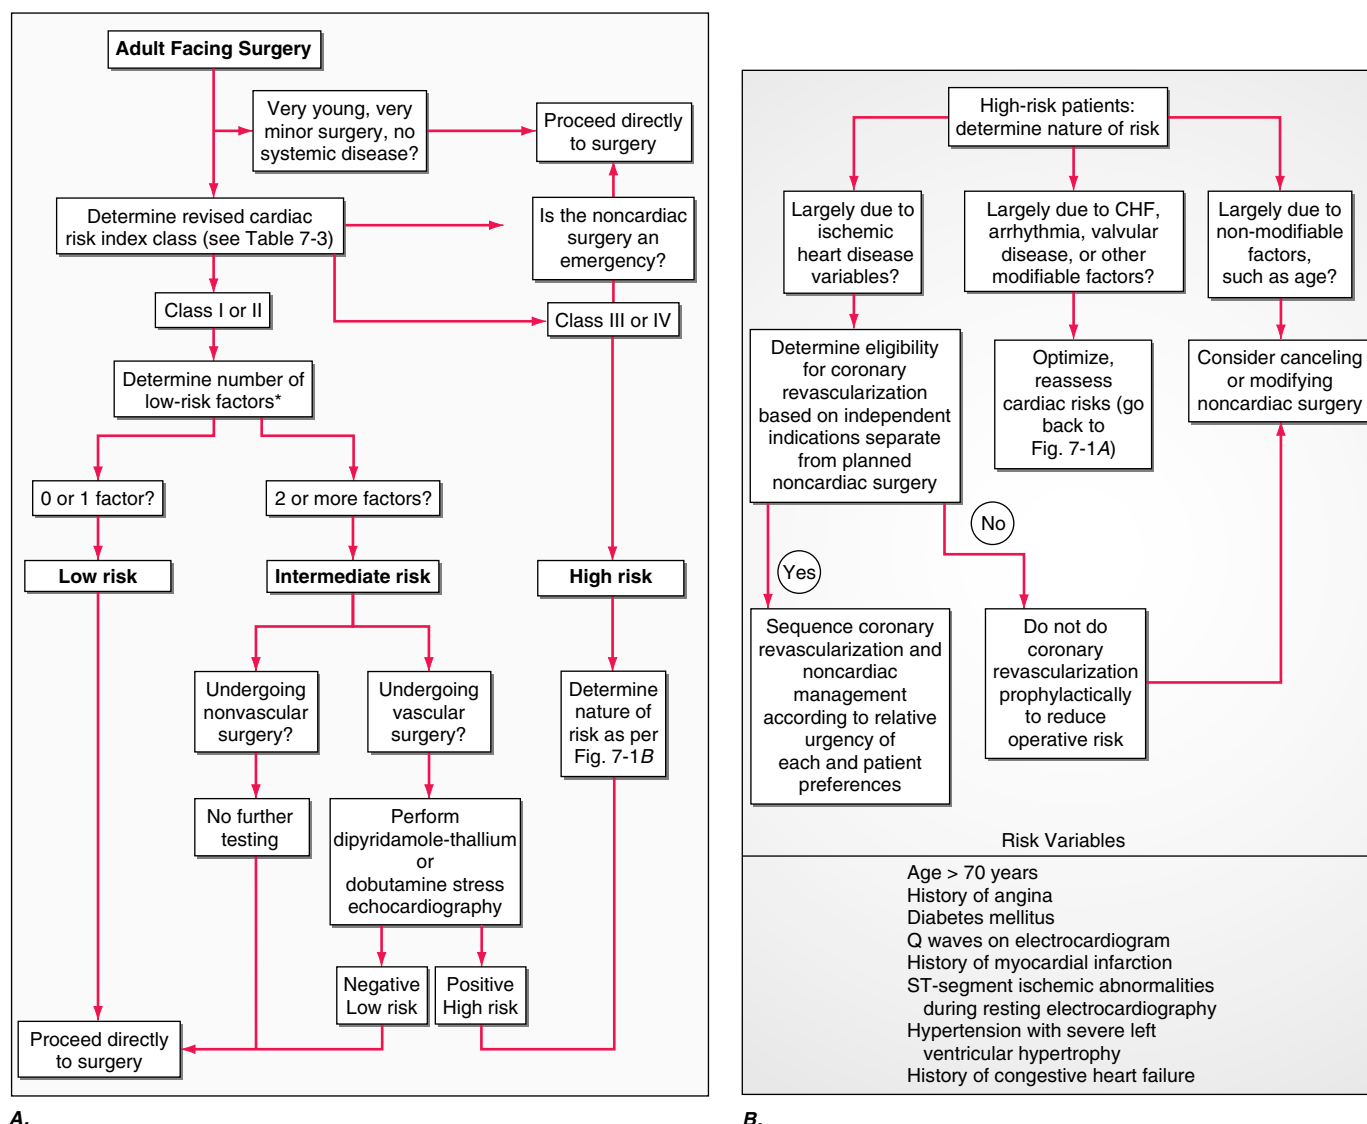 Adult Facing Surgery
Very young, very
minor surgery, no
systemic disease?
Proceed directly
to surgery
Determine revised cardiac
risk index class (see Table 7-3)
Is the noncardiac
surgery an
emergency?
Class I or II
Class III or IV
Determine number of
low-risk factors*
0 or 1 factor?
2 or more factors?
Low risk
Intermediate risk
High risk
Undergoing
nonvascular
surgery?
Undergoing
vascular
surgery?
Determine
nature of
risk as per
Fig. 7-1B
No further
testing
Perform
dipyridamole-thallium
or
dobutamine stress
echocardiography
Negative
Low risk
Positive
High risk
Proceed directly
to surgery
A.
High-risk patients:
determine nature of risk
Largely due to
ischemic
heart disease
variables?
Largely due to CHF,
arrhythmia, valvular
disease, or other
modifiable factors?
Largely due to
non-modifiable
factors,
such as age?
Determine eligibility
for coronary
revascularization
based on independent
indications separate
from planned
noncardiac surgery
Optimize,
reassess
cardiac risks (go
back to
Fig. 7-1A)
Consider canceling
or modifying
noncardiac surgery
No
Yes
Sequence coronary
revascularization and
noncardiac
management
according to relative
urgency of
each and patient
preferences
Do not do
coronary
revascularization
prophylactically
to reduce
operative risk
Risk Variables
Age > 70 years
History of angina
Diabetes mellitus
Q waves on electrocardiogram
History of myocardial infarction
ST-segment ischemic abnormalities
during resting electrocardiography
Hypertension with severe left
ventricular hypertrophy
History of congestive heart failure
B.